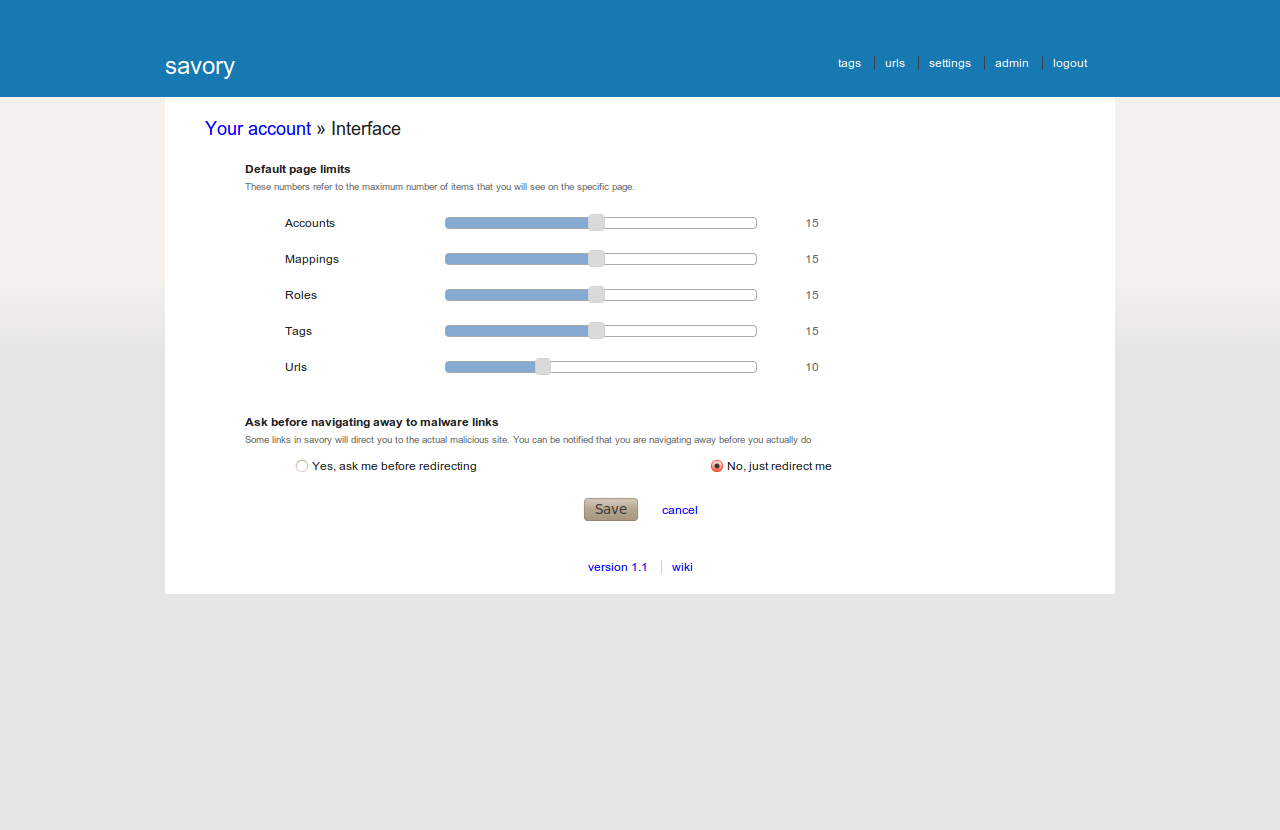 savory
tags urls settings admin logout
Your account » Interface
Default page limits
These numbers refer to the maximum number of items that you will see on the specific page.
Accounts 15
Mappings 15
Roles 15
Tags 15
Urls 10
Ask before navigating away to malware links
Some links in savory will direct you to the actual malicious site. You can be notified that you are navigating away before you actually do
Yes, ask me before redirecting No, just redirect me
Save cancel
version 1.1 wiki